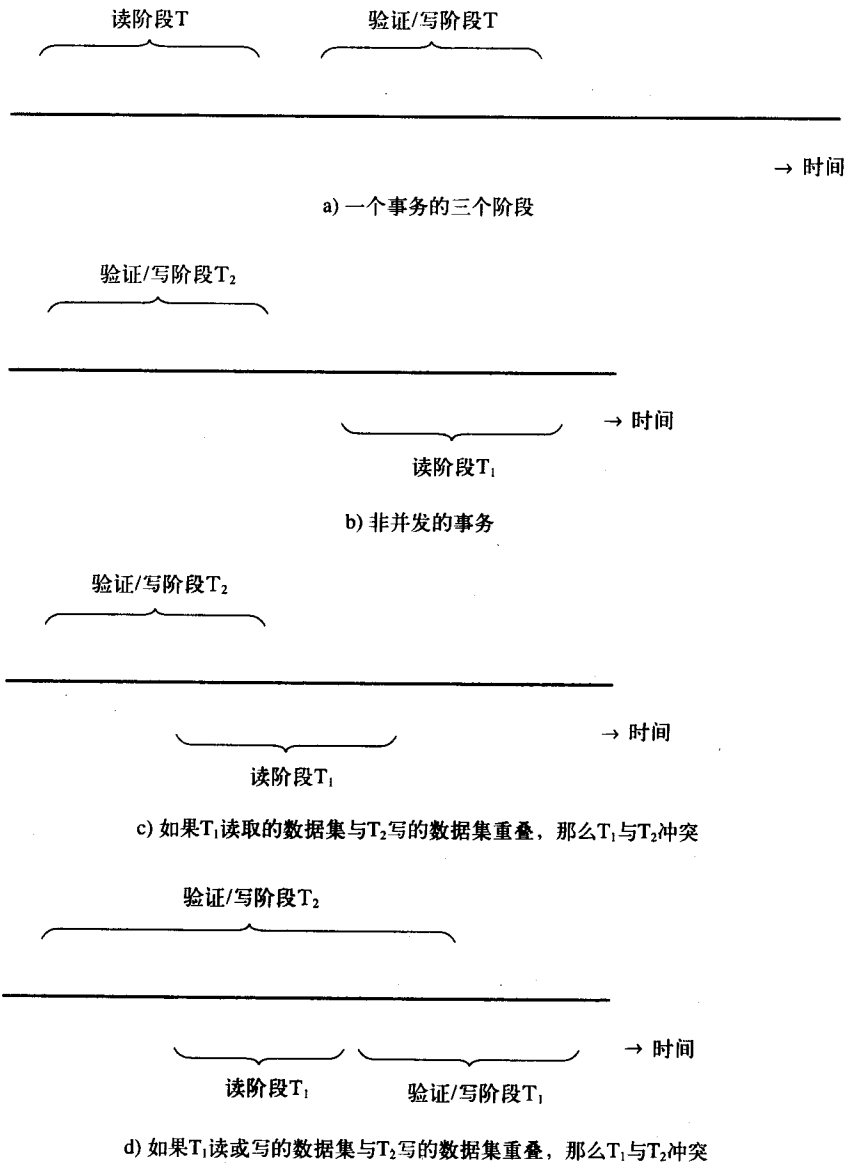 读阶段T 验证/写阶段T
→ 时间
a) 一个事务的三个阶段
验证/写阶段T₂
→ 时间
读阶段T₁
b) 非并发的事务
验证/写阶段T₂
→ 时间
读阶段T₁
c) 如果T₁读取的数据集与T₂写的数据集重叠，那么T₁与T₂冲突
验证/写阶段T₂
→ 时间
读阶段T₁ 验证/写阶段T₁
d) 如果T₁读或写的数据集与T₂写的数据集重叠，那么T₁与T₂冲突